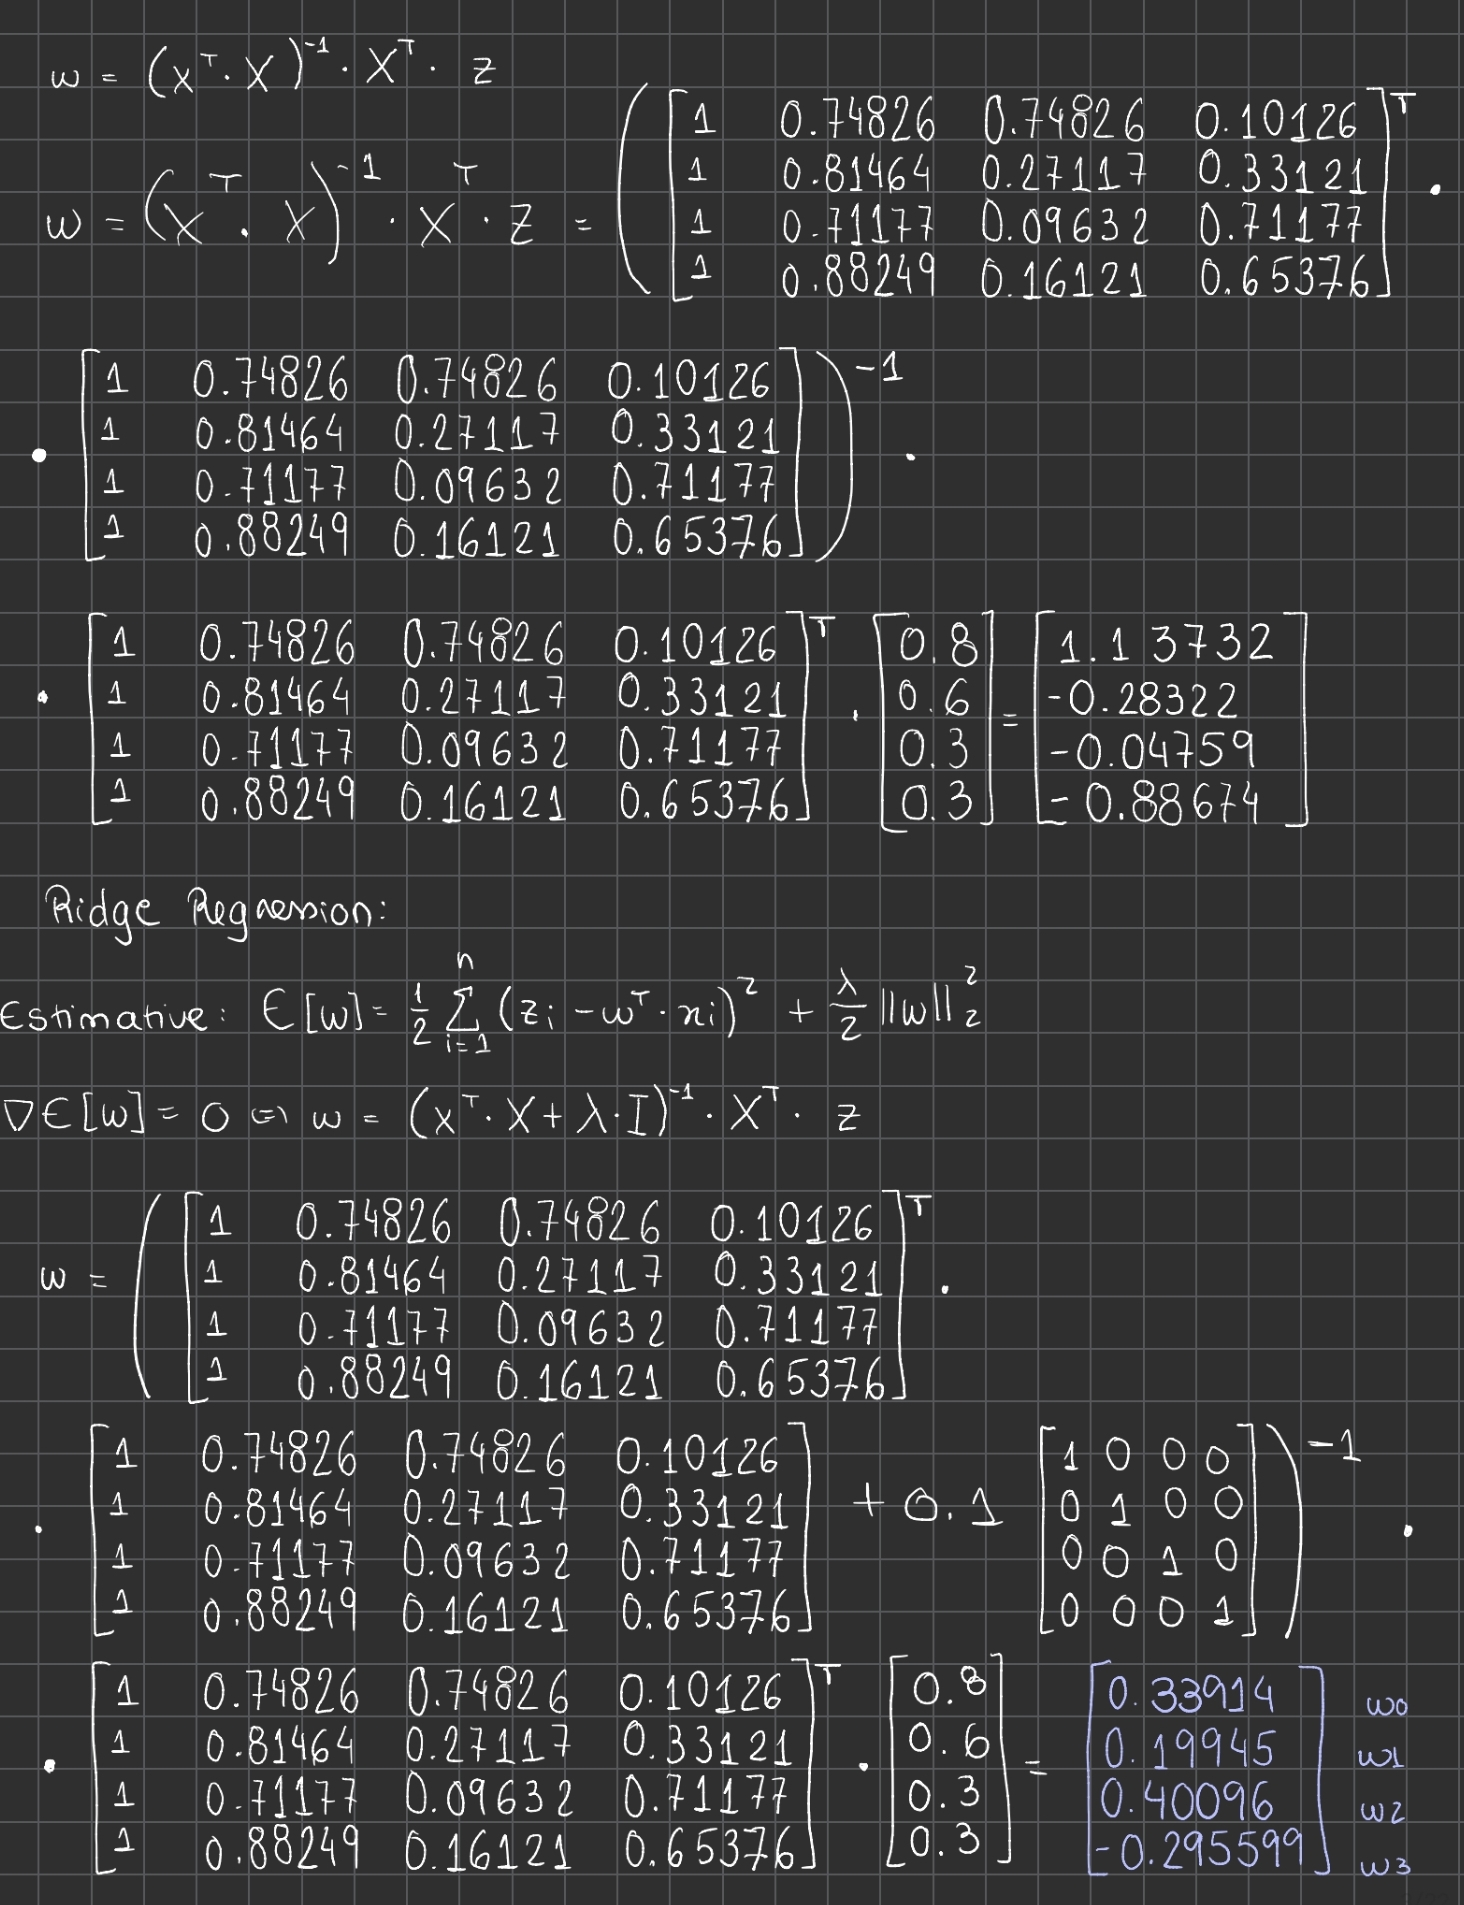 w = (X^T · X)^-1 · X^T · z
w = (X^T · X)^-1 · X^T · z = ( [ 1 0.74826 0.74826 0.10126
1 0.81464 0.27117 0.33121
1 0.71177 0.09632 0.71177
1 0.88249 0.16121 0.65376 ]^T ·
· [ 1 0.74826 0.74826 0.10126
1 0.81464 0.27117 0.33121
1 0.71177 0.09632 0.71177
1 0.88249 0.16121 0.65376 ] )^-1 ·
· [ 1 0.74826 0.74826 0.10126 ]^T · [ 0.8 ] = [ 1.13732 ]
1 0.81464 0.27117 0.33121 0.6 -0.28322
1 0.71177 0.09632 0.71177 0.3 -0.04759
1 0.88249 0.16121 0.65376 0.3 -0.88674
Ridge Regression:
Estimative: E[w] = 1/2 Σ_{i=1}^{n} (zi - w^T · xi)^2 + λ/2 ||w||_2^2
∇E[w] = 0 ⇔ w = (X^T · X + λ · I)^-1 · X^T · z
w = ( [ 1 0.74826 0.74826 0.10126
1 0.81464 0.27117 0.33121
1 0.71177 0.09632 0.71177
1 0.88249 0.16121 0.65376 ]^T ·
· [ 1 0.74826 0.74826 0.10126 ] + 0.1 [ 1 0 0 0 ] )^-1 ·
1 0.81464 0.27117 0.33121 0 1 0 0
1 0.71177 0.09632 0.71177 0 0 1 0
1 0.88249 0.16121 0.65376 0 0 0 1
· [ 1 0.74826 0.74826 0.10126 ]^T · [ 0.8 ] = [ 0.33914 ] w0
1 0.81464 0.27117 0.33121 0.6 0.19945 w1
1 0.71177 0.09632 0.71177 0.3 0.40096 w2
1 0.88249 0.16121 0.65376 0.3 -0.295599 w3